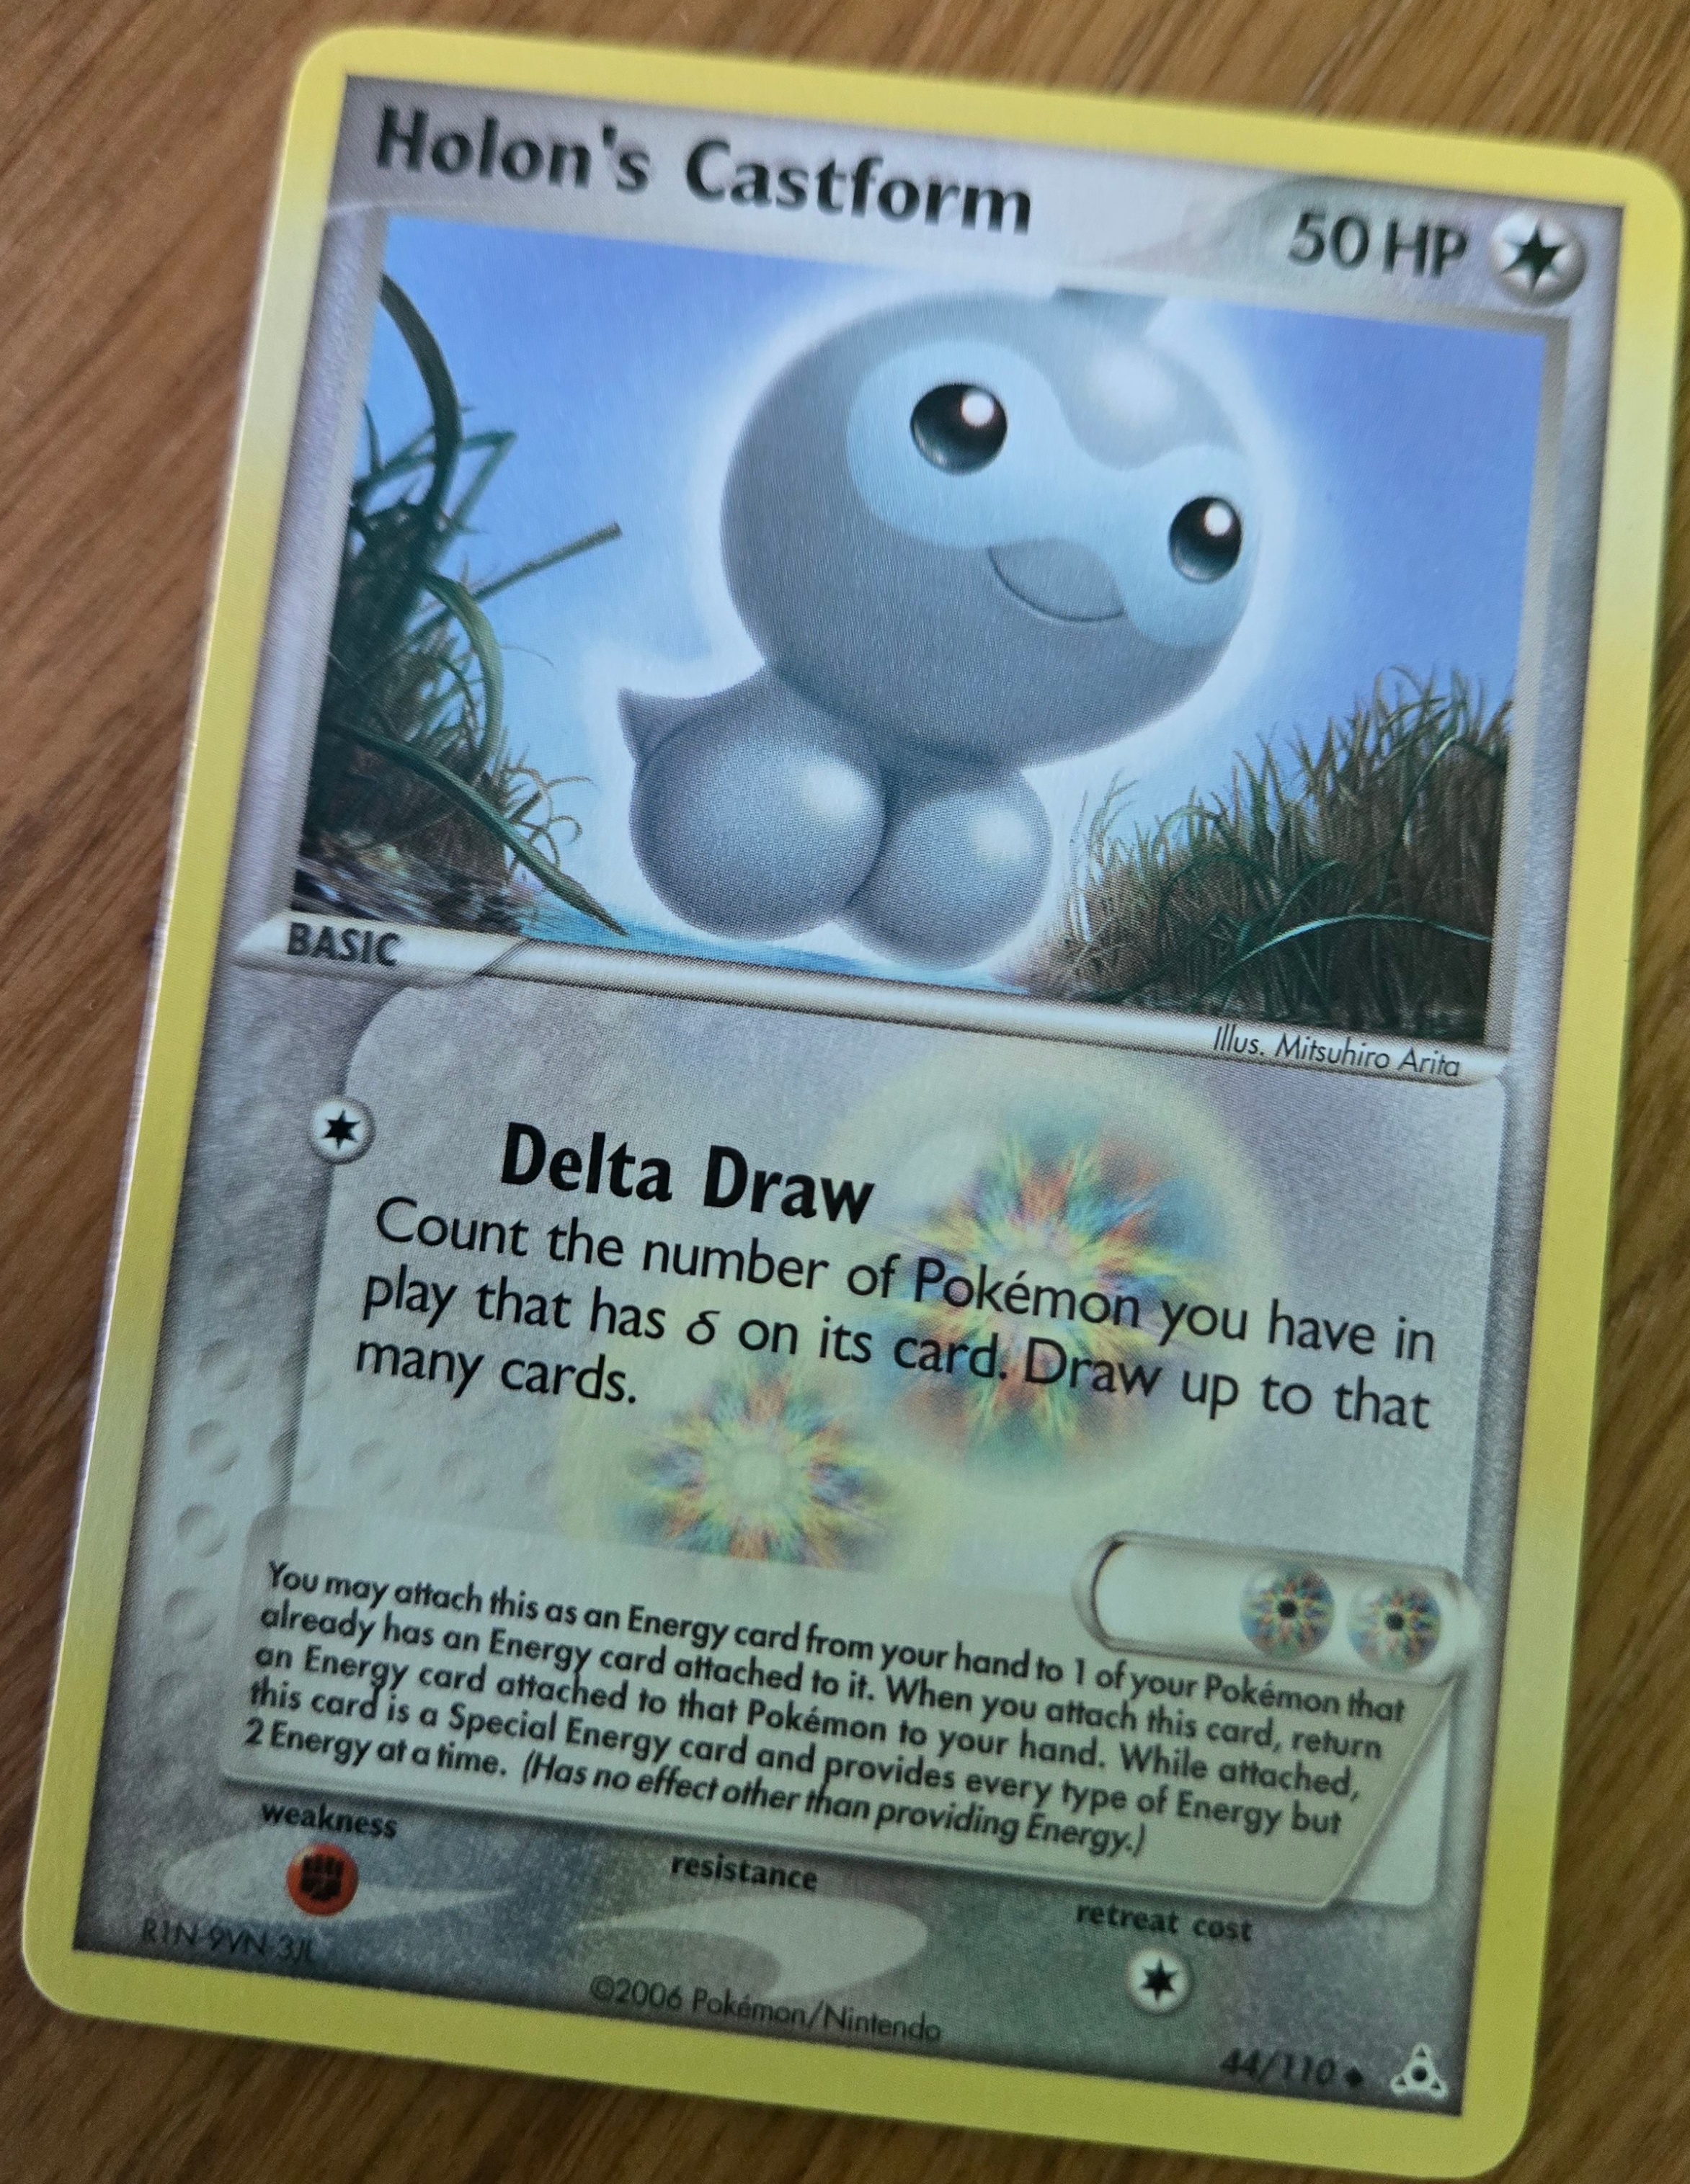 Holon's Castform
50 HP
BASIC
Illus. Mitsuhiro Arita
Delta Draw
Count the number of Pokémon you have in
play that has δ on its card. Draw up to that
many cards.
You may attach this as an Energy card from your hand to 1 of your Pokémon that
already has an Energy card attached to it. When you attach this card, return
an Energy card attached to that Pokémon to your hand. While attached,
this card is a Special Energy card and provides every type of Energy but
2 Energy at a time. (Has no effect other than providing Energy.)
weakness
resistance
retreat cost
R1N-9VN-3JL
©2006 Pokémon/Nintendo
44/110